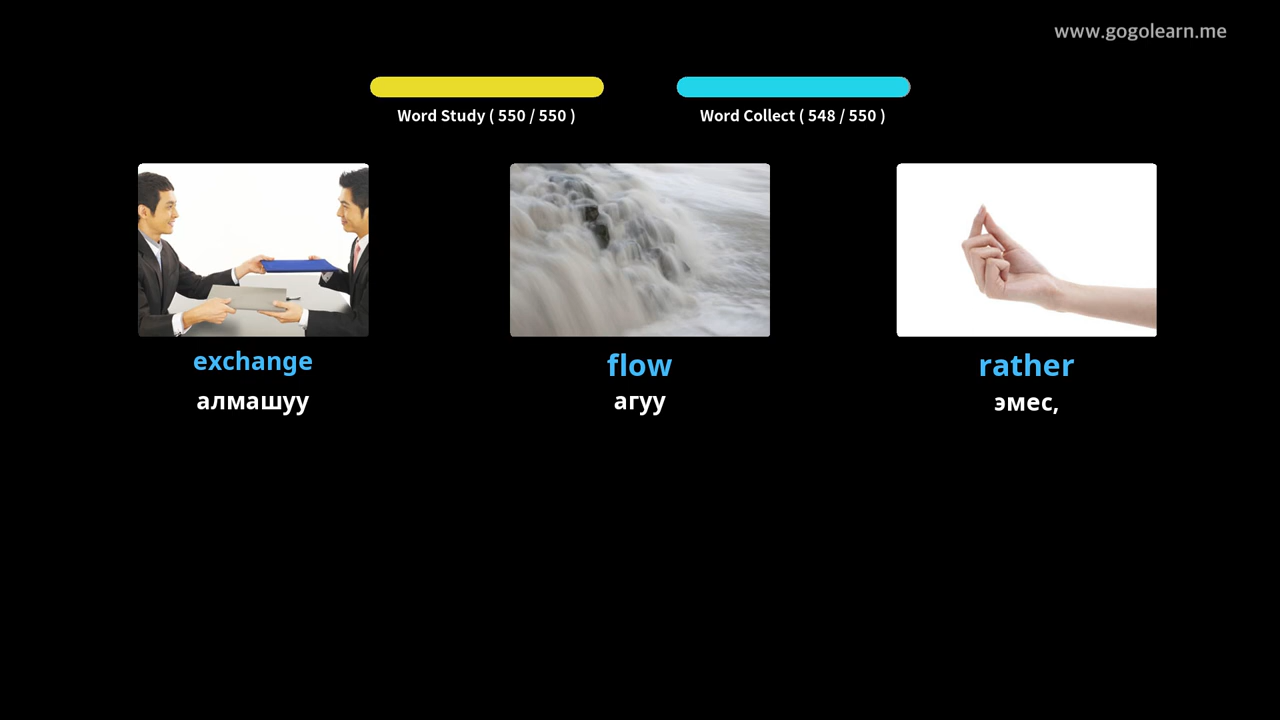 www.gogolearn.me
Word Study ( 550 / 550 )
Word Collect ( 548 / 550 )
exchange
алмашуу
flow
агуу
rather
эмес,